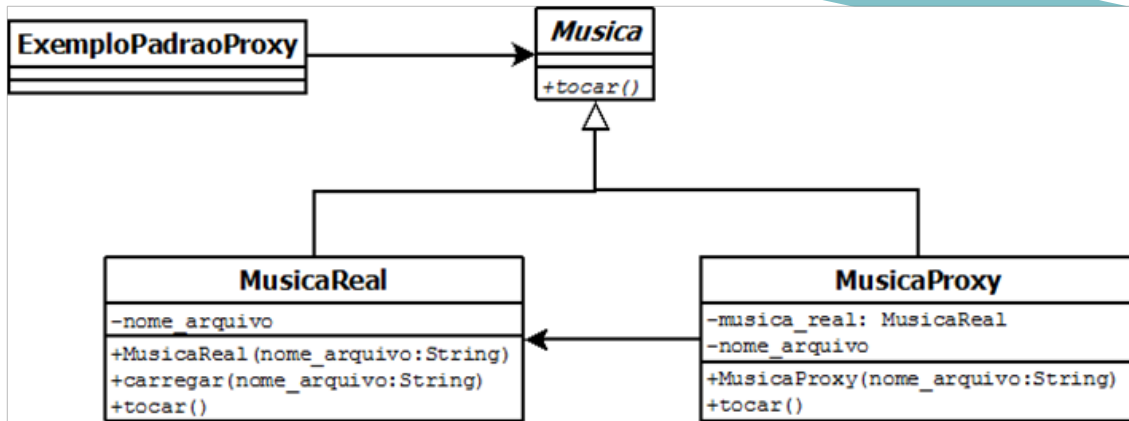 ExemploPadraoProxy
Musica
+tocar()
MusicaReal
-nome_arquivo
+MusicaReal(nome_arquivo:String)
+carregar(nome_arquivo:String)
+tocar()
MusicaProxy
-musica_real: MusicaReal
-nome_arquivo
+MusicaProxy(nome_arquivo:String)
+tocar()